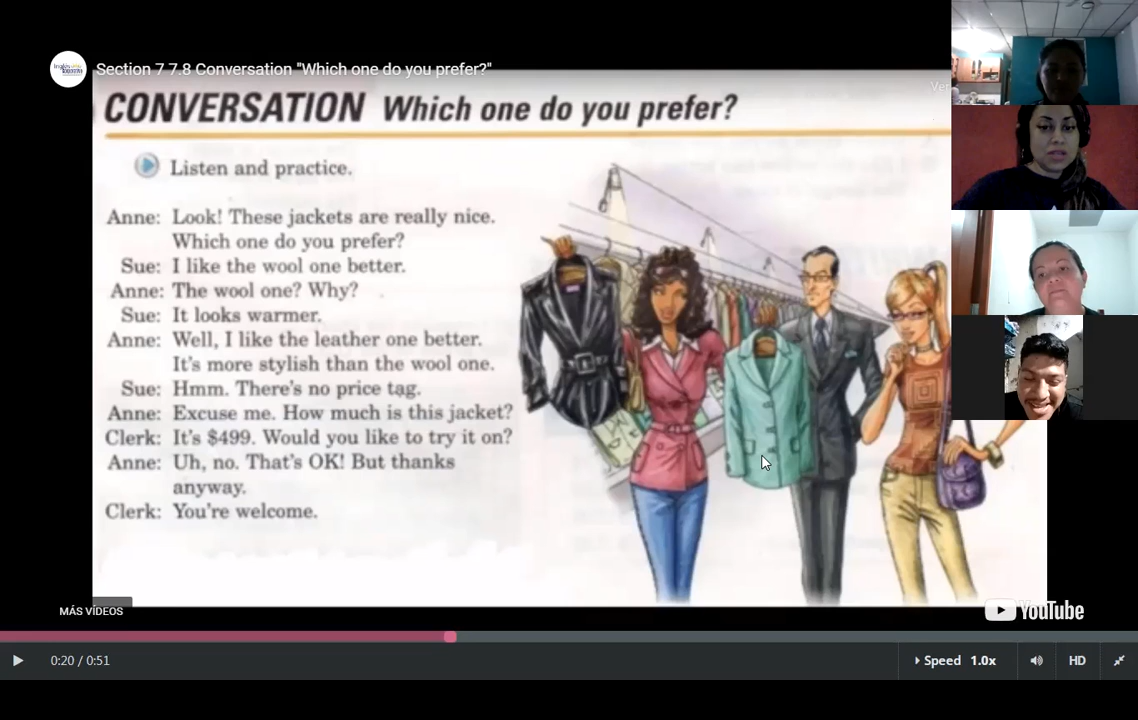 Section 7 7.8 Conversation "Which one do you prefer?"
CONVERSATION Which one do you prefer?
Listen and practice.
Anne: Look! These jackets are really nice.
Which one do you prefer?
Sue: I like the wool one better.
Anne: The wool one? Why?
Sue: It looks warmer.
Anne: Well, I like the leather one better.
It's more stylish than the wool one.
Sue: Hmm. There's no price tag.
Anne: Excuse me. How much is this jacket?
Clerk: It's $499. Would you like to try it on?
Anne: Uh, no. That's OK! But thanks
anyway.
Clerk: You're welcome.
MÁS VÍDEOS
YouTube
0:20 / 0:51
Speed 1.0x
HD